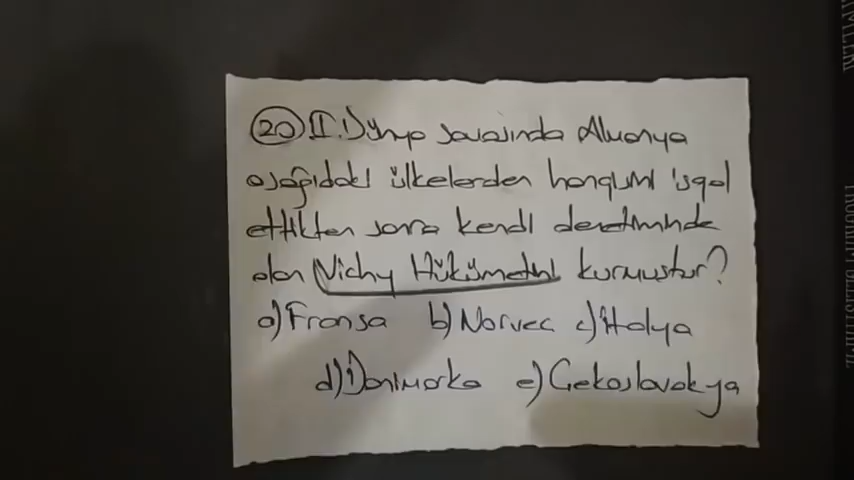 20 II. Dünya savaşında Almanya
aşağıdaki ülkelerden hangisini işgal
ettikten sonra kendi denetiminde
olan Vichy Hükümetini kurmuştur?
a) Fransa b) Norveç c) İtalya
d) Danimarka e) Çekoslovakya